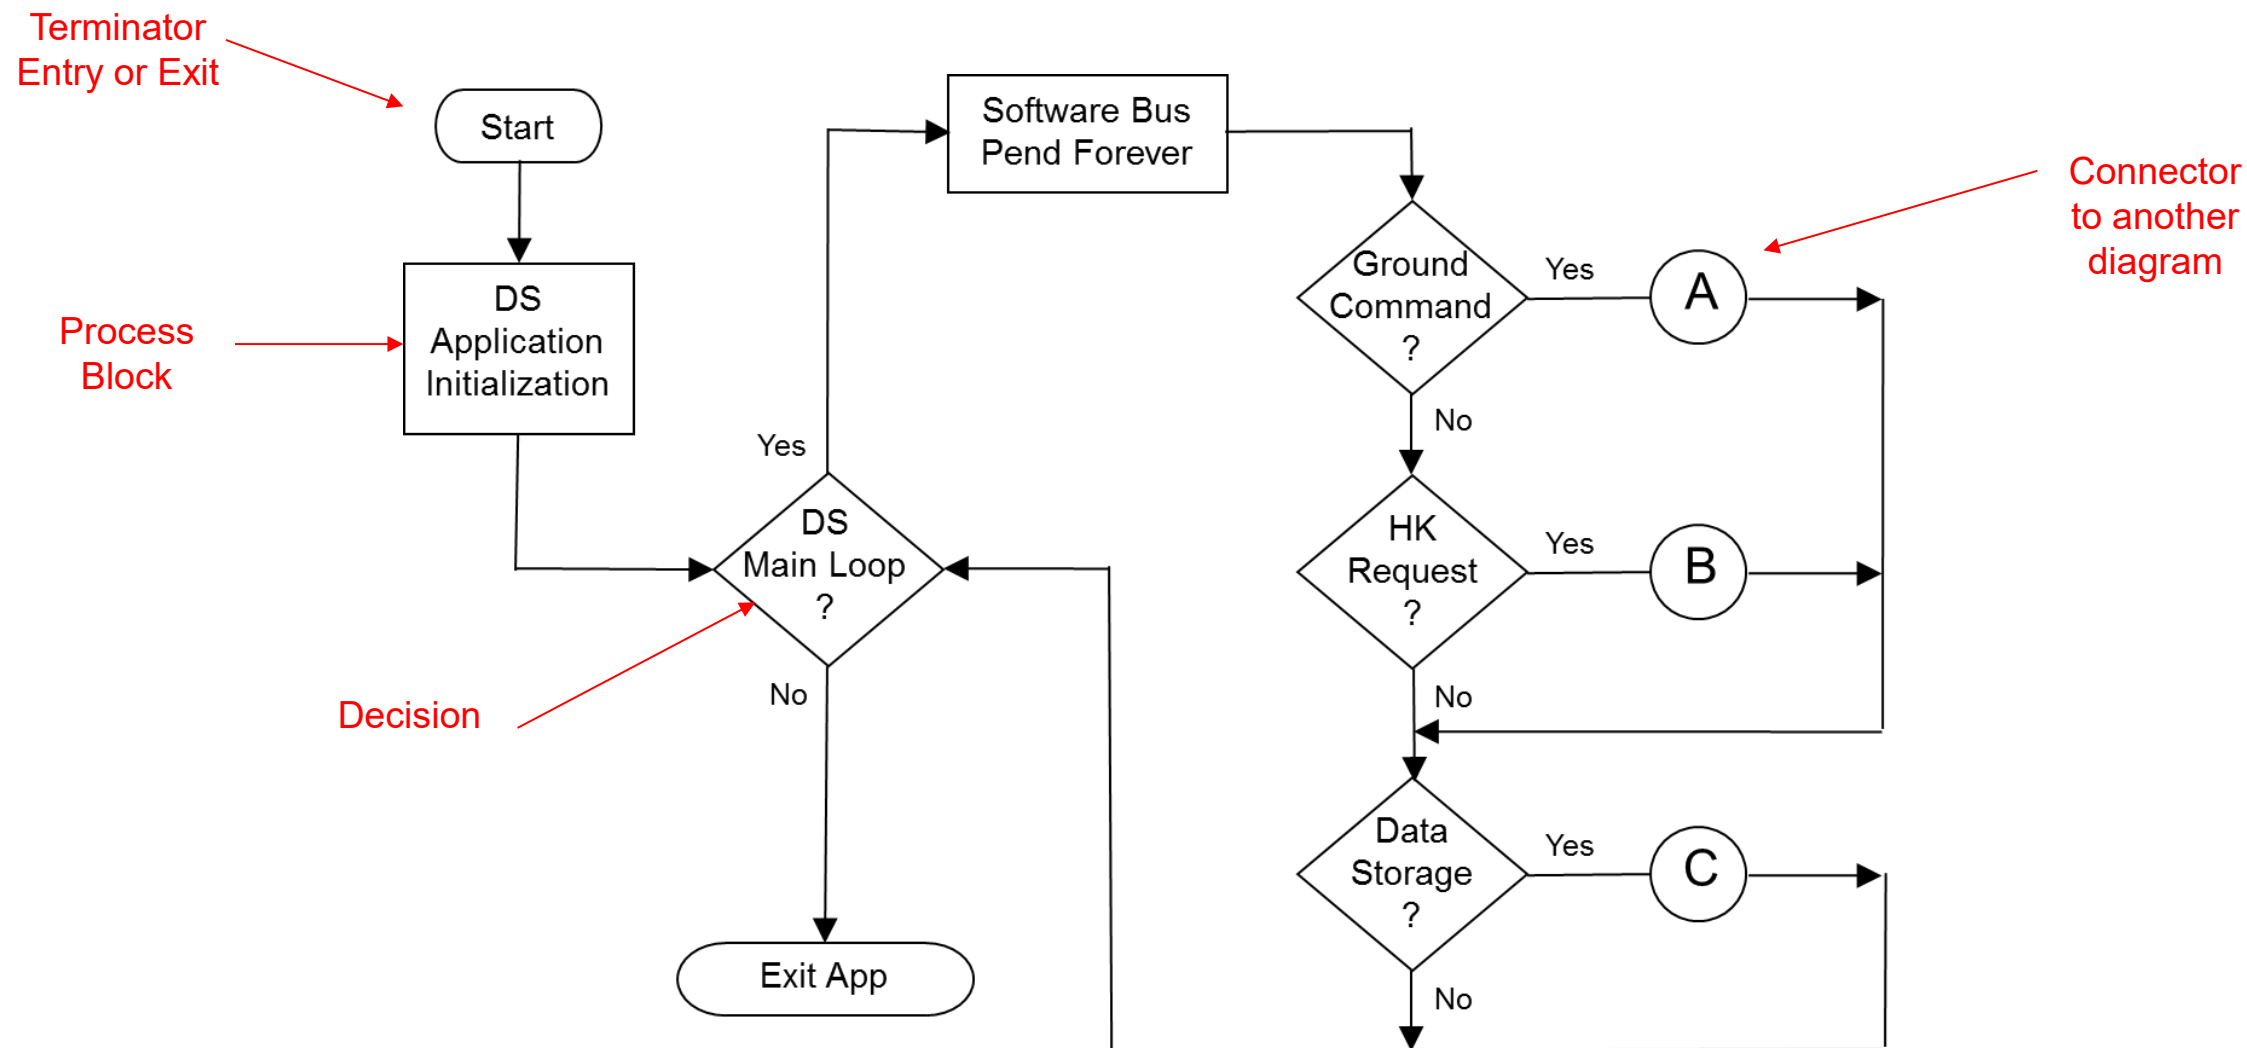 Terminator
Entry or Exit
Start
Process
Block
DS
Application
Initialization
Decision
Yes
DS
Main Loop
?
No
Exit App
Software Bus
Pend Forever
Ground
Command
?
Yes
A
Connector
to another
diagram
No
HK
Request
?
Yes
B
No
Data
Storage
?
Yes
C
No